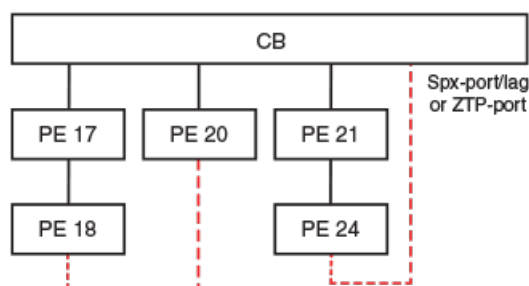 CB
Spx-port/lag
or ZTP-port
PE 17
PE 20
PE 21
PE 18
PE 24